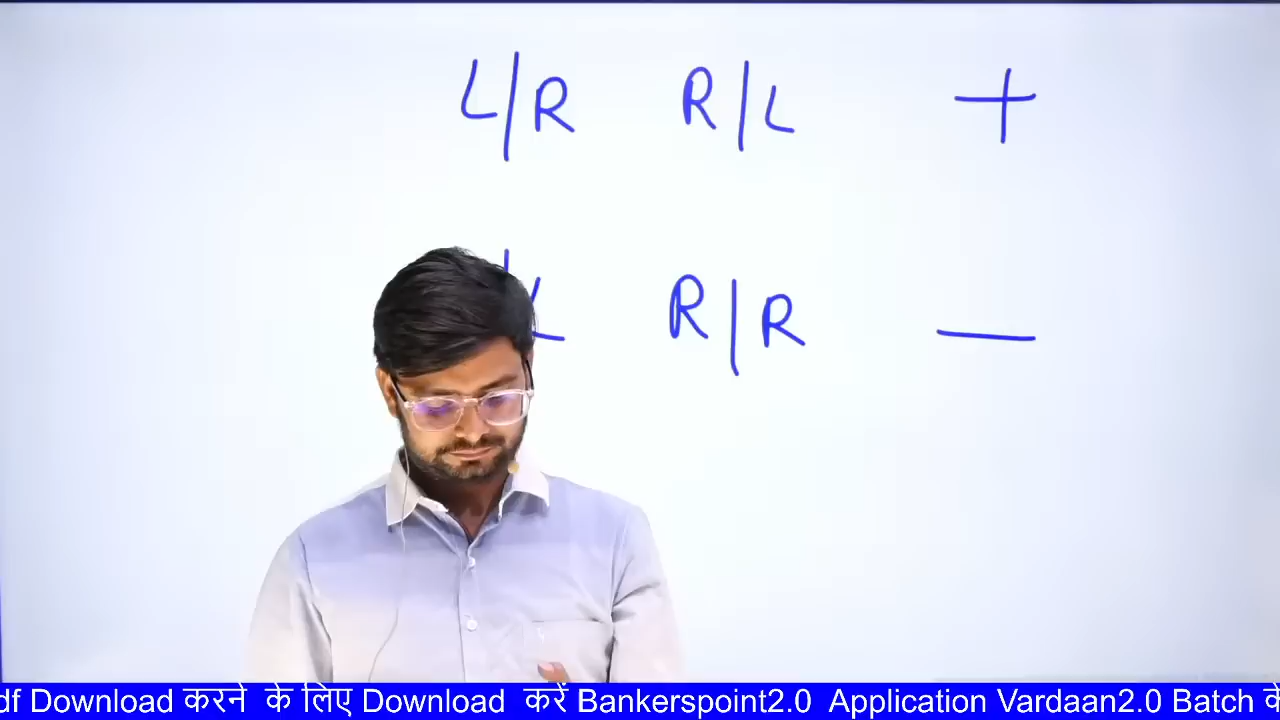 L/R R/L +
/L R/R —
df Download करने के लिए Download करें Bankerspoint2.0 Application Vardaan2.0 Batch के